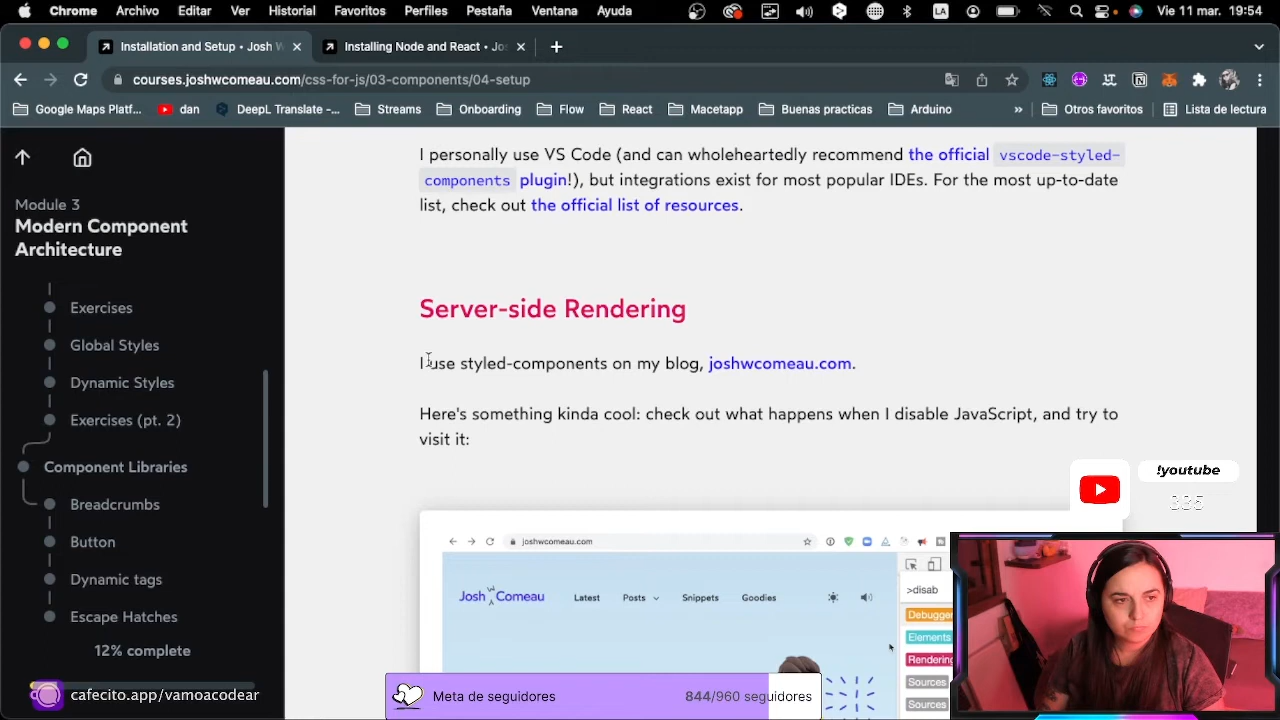 Chrome Archivo Editar Ver Historial Favoritos Perfiles Pestaña Ventana Ayuda LA Vie 11 mar. 19:54
Installation and Setup • Josh W Installing Node and React • Jos
courses.joshwcomeau.com/css-for-js/03-components/04-setup
Google Maps Platf... dan DeepL Translate -... Streams Onboarding Flow React Macetapp Buenas practicas Arduino » Otros favoritos Lista de lectura
Module 3
Modern Component
Architecture
Exercises
Global Styles
Dynamic Styles
Exercises (pt. 2)
Component Libraries
Breadcrumbs
Button
Dynamic tags
Escape Hatches
12% complete
cafecito.app/vamoacodear
I personally use VS Code (and can wholeheartedly recommend the official vscode-styled-
components plugin!), but integrations exist for most popular IDEs. For the most up-to-date
list, check out the official list of resources.
Server-side Rendering
I use styled-components on my blog, joshwcomeau.com.
Here's something kinda cool: check out what happens when I disable JavaScript, and try to
visit it:
!youtube
joshwcomeau.com
Josh W Comeau Latest Posts Snippets Goodies
>disab
Debugger
Elements
Rendering
Sources
Sources
Meta de seguidores 844/960 seguidores